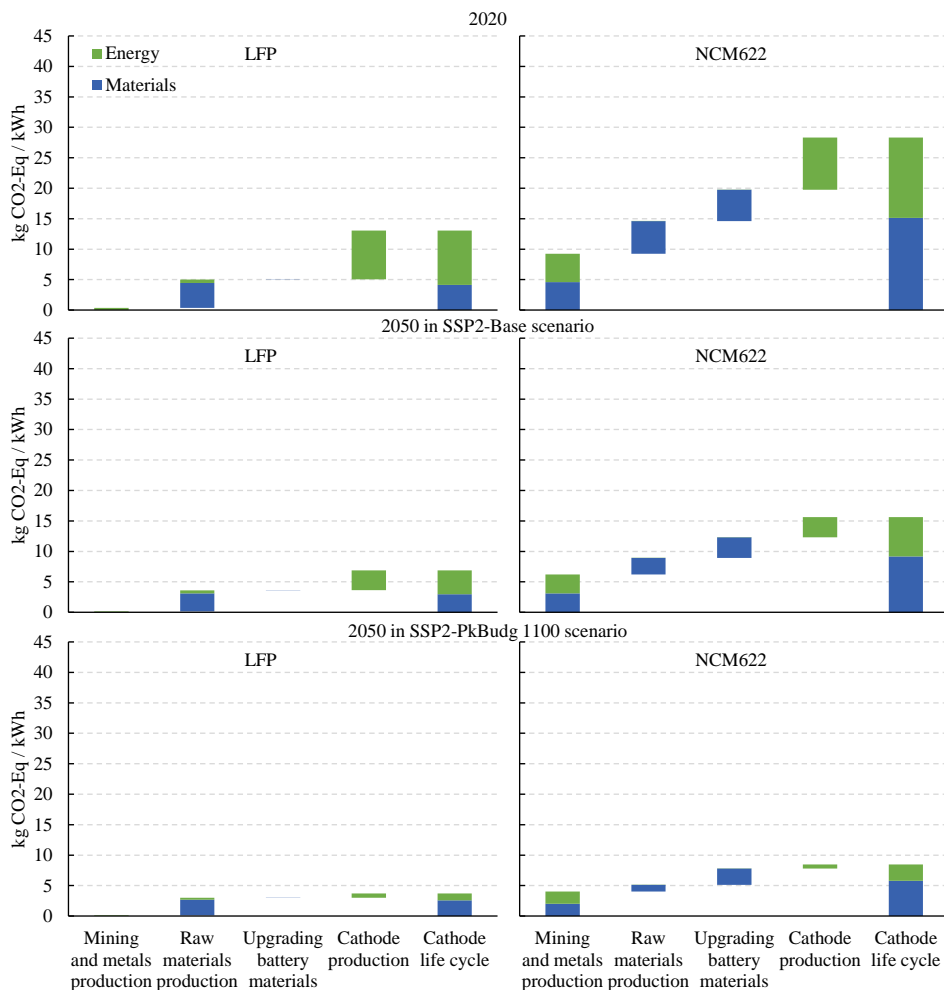 2020
45
40
35
30
25
20
15
10
5
0
kg CO2-Eq / kWh
Energy
Materials
LFP
NCM622
2050 in SSP2-Base scenario
45
40
35
30
25
20
15
10
5
0
kg CO2-Eq / kWh
LFP
NCM622
2050 in SSP2-PkBudg 1100 scenario
45
40
35
30
25
20
15
10
5
0
kg CO2-Eq / kWh
LFP
NCM622
Mining
and metals
production
Raw
materials
production
Upgrading
battery
materials
Cathode
production
Cathode
life cycle
Mining
and metals
production
Raw
materials
production
Upgrading
battery
materials
Cathode
production
Cathode
life cycle